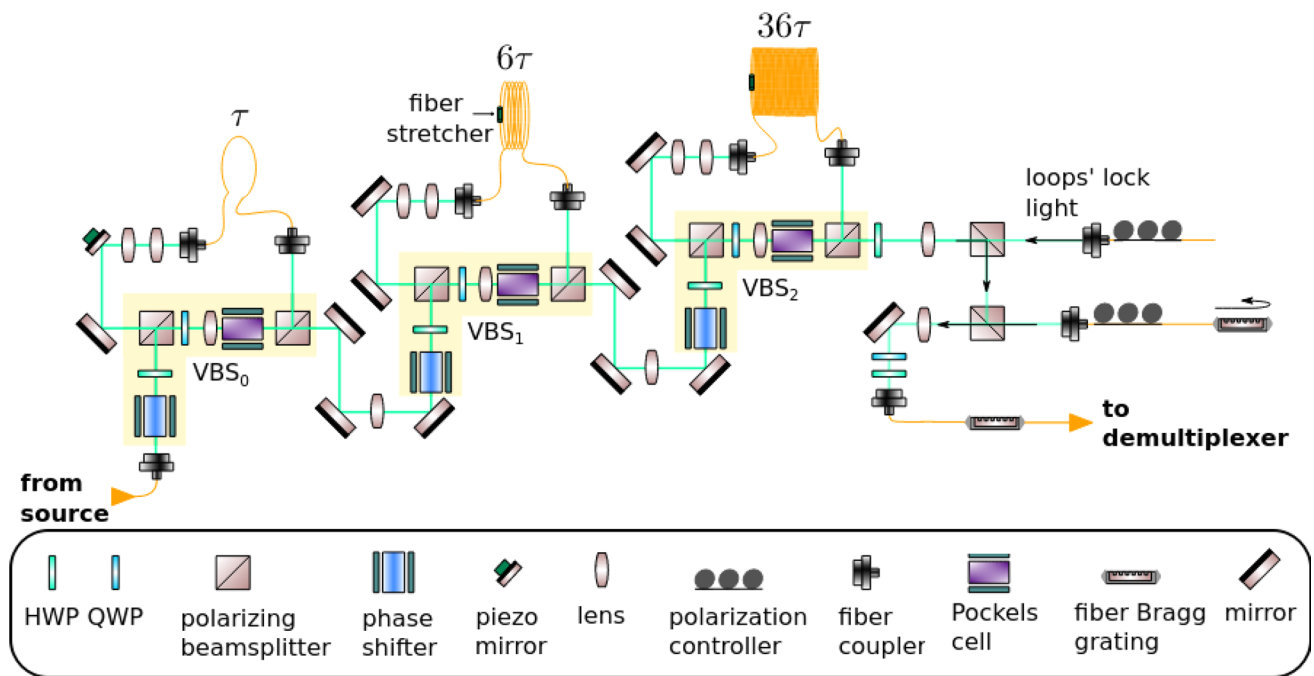 36τ
6τ
τ
fiber
stretcher
loops' lock
light
VBS₂
VBS₁
VBS₀
to
demultiplexer
from
source
HWP QWP
polarizing
beamsplitter
phase
shifter
piezo
mirror
lens
polarization
controller
fiber
coupler
Pockels
cell
fiber Bragg
grating
mirror